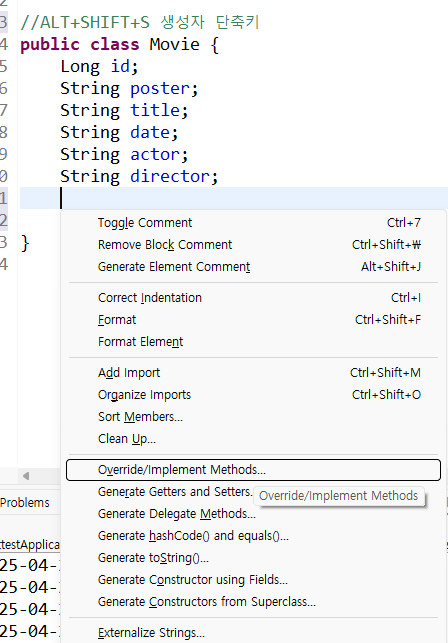 2
3 //ALT+SHIFT+S 생성자 단축키
4 public class Movie {
5 Long id;
6 String poster;
7 String title;
8 String date;
9 String actor;
0 String director;
1
2
3 }
4
Toggle Comment Ctrl+7
Remove Block Comment Ctrl+Shift+₩
Generate Element Comment Alt+Shift+J
Correct Indentation Ctrl+I
Format Ctrl+Shift+F
Format Element
Add Import Ctrl+Shift+M
Organize Imports Ctrl+Shift+O
Sort Members...
Clean Up...
Override/Implement Methods...
Generate Getters and Setters...
Override/Implement Methods
Generate Delegate Methods...
Generate hashCode() and equals()...
Generate toString()...
Generate Constructor using Fields...
Generate Constructors from Superclass...
Externalize Strings...
Problems
ttestApplica
25-04-
25-04-
25-04-
25-04-